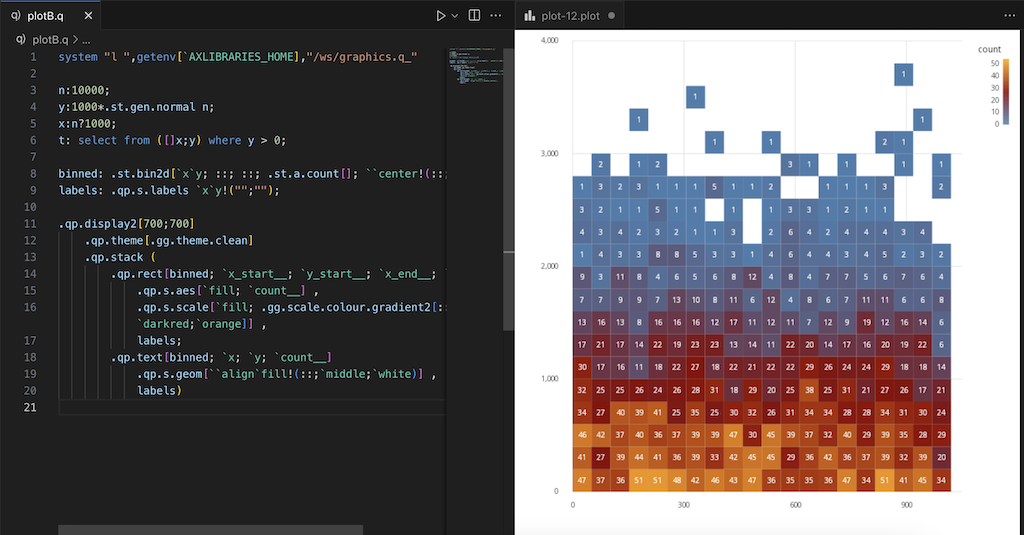 plotB.q
plot-12.plot
plotB.q > ...
1 system "l ",getenv[`AXLIBRARIES_HOME],"/ws/graphics.q_"
2
3 n:10000;
4 y:1000*.st.gen.normal n;
5 x:n?1000;
6 t: select from ([]x;y) where y > 0;
7
8 binned: .st.bin2d[`x`y; ::; ::; .st.a.count[]; ``center!(::;
9 labels: .qp.s.labels `x`y!("";"");
10
11 .qp.display2[700;700]
12 .qp.theme[.gg.theme.clean]
13 .qp.stack (
14 .qp.rect[binned; `x_start__; `y_start__; `x_end__; `
15 .qp.s.aes[`fill; `count__] ,
16 .qp.s.scale[`fill; .gg.scale.colour.gradient2[:
`darkred;`orange]] ,
17 labels;
18 .qp.text[binned; `x; `y; `count__]
19 .qp.s.geom[``align`fill!(::;`middle;`white)] ,
20 labels)
21
4,000
count
50
40
30
20
10
0
1
1
1 1
1 1 2 1
3,000
2 1 2 3 1 1 1 1
1 3 2 3 1 1 1 5 1 1 2 1 1 1 3 2
3 2 1 1 5 1 1 1 1 3 3 1 2 1 1
4 3 4 2 3 2 1 3 3 2 6 4 2 4 4 4 3 4
2,000
1 4 3 3 8 8 5 3 3 1 4 6 4 4 3 4 5 2 3 2
9 3 11 8 4 6 5 6 8 12 4 8 4 7 7 4 5 7 6 3
7 7 9 9 7 13 10 8 11 6 12 4 8 6 7 11 11 6 6 8
13 16 13 8 16 16 16 12 17 11 12 11 7 12 9 19 12 16 14 6
17 21 17 14 22 19 23 23 13 14 11 22 20 14 17 16 20 19 22 6
1,000
30 17 16 11 18 22 27 28 17 22 21 22 22 29 26 24 24 29 18 18 14
32 25 25 26 24 26 28 31 18 29 20 25 38 25 31 21 27 26 17 21
34 27 40 39 41 25 35 25 30 32 26 31 34 34 28 28 34 31 30 24
46 42 37 40 36 37 39 39 47 30 45 39 37 32 40 29 39 35 28 29
41 27 39 44 41 36 39 33 42 45 45 29 36 42 36 37 39 32 39 20
47 37 36 51 51 48 42 46 43 47 36 35 35 36 47 34 51 41 45 34
0
0 300 600 900